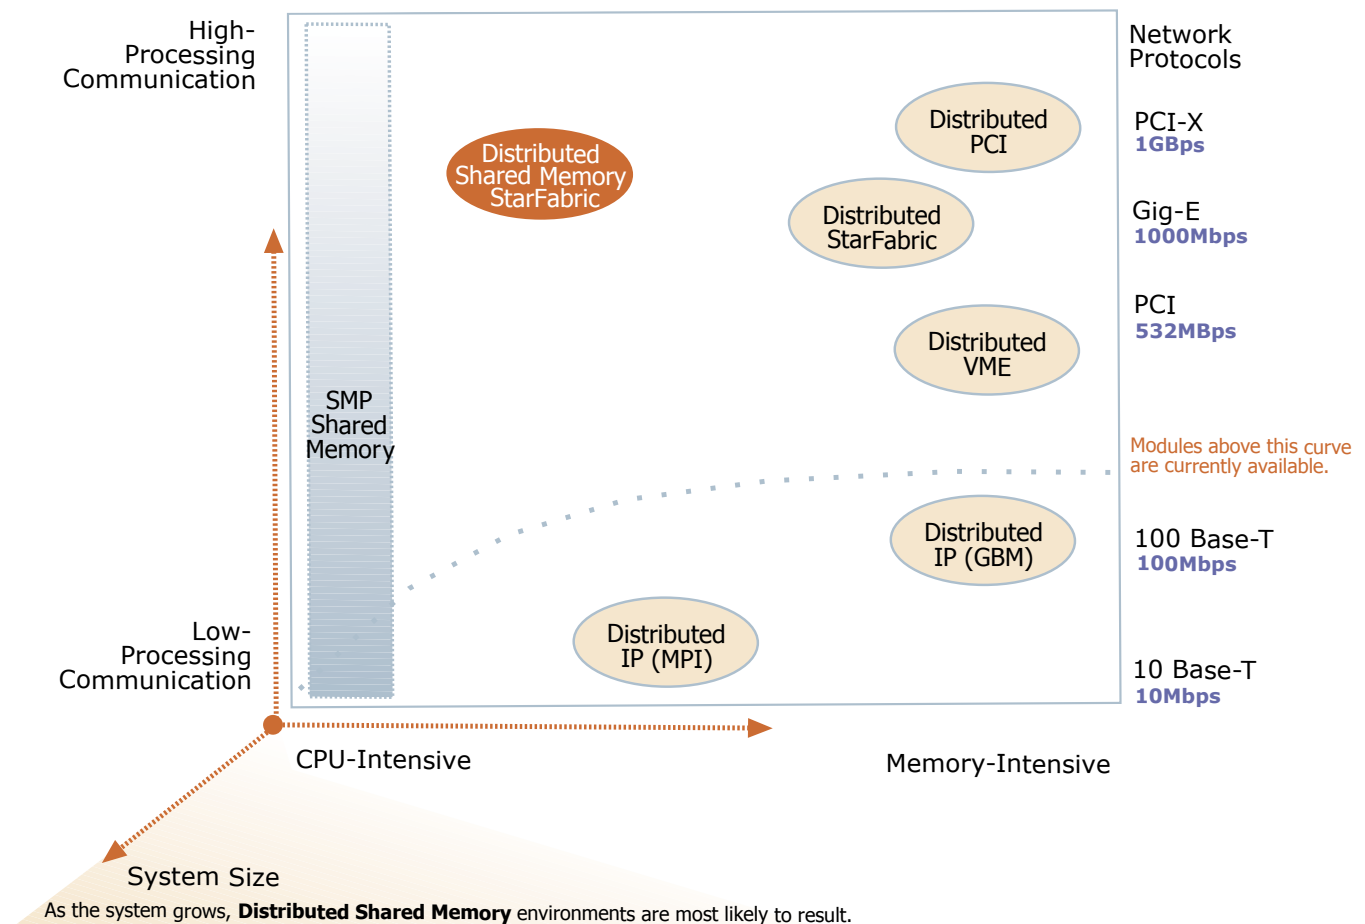 High-
Processing
Communication
Network
Protocols
Distributed
PCI
PCI-X
1GBps
Distributed
Shared Memory
StarFabric
Distributed
StarFabric
Gig-E
1000Mbps
PCI
532MBps
Distributed
VME
SMP
Shared
Memory
Modules above this curve
are currently available.
Distributed
IP (GBM)
100 Base-T
100Mbps
Low-
Processing
Communication
Distributed
IP (MPI)
10 Base-T
10Mbps
CPU-Intensive
Memory-Intensive
System Size
As the system grows, Distributed Shared Memory environments are most likely to result.